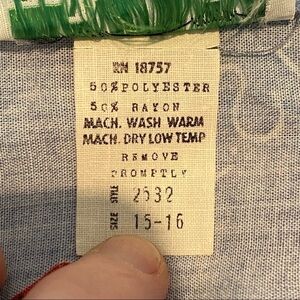 RN 18757
50% POLYESTER
50% RAYON
MACH. WASH WARM
MACH. DRY LOW TEMP
REMOVE
PROMPTLY
STYLE 2532
SIZE 15-16